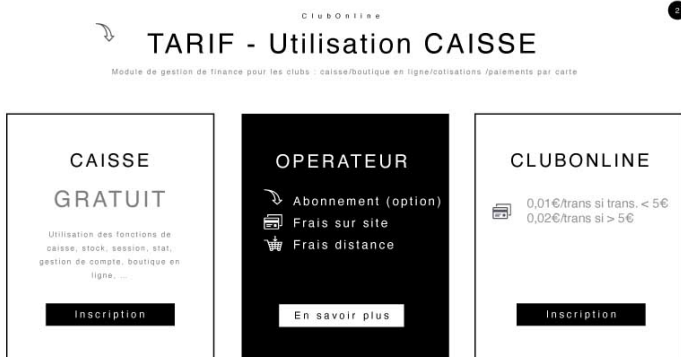 ClubOnline
2
TARIF - Utilisation CAISSE
Module de gestion de finance pour les clubs : caisse/boutique en ligne/cotisations /paiements par carte
CAISSE
GRATUIT
Utilisation des fonctions de
caisse, stock, session, stat,
gestion de compte, boutique en
ligne, ...
Inscription
OPERATEUR
Abonnement (option)
Frais sur site
Frais distance
En savoir plus
CLUBONLINE
0,01€/trans si trans. < 5€
0,02€/trans si > 5€
Inscription